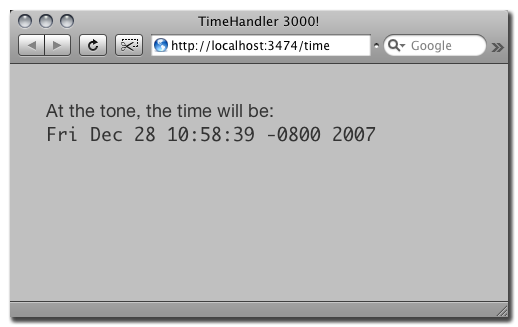 TimeHandler 3000!
http://localhost:3474/time
Google
At the tone, the time will be:
Fri Dec 28 10:58:39 -0800 2007